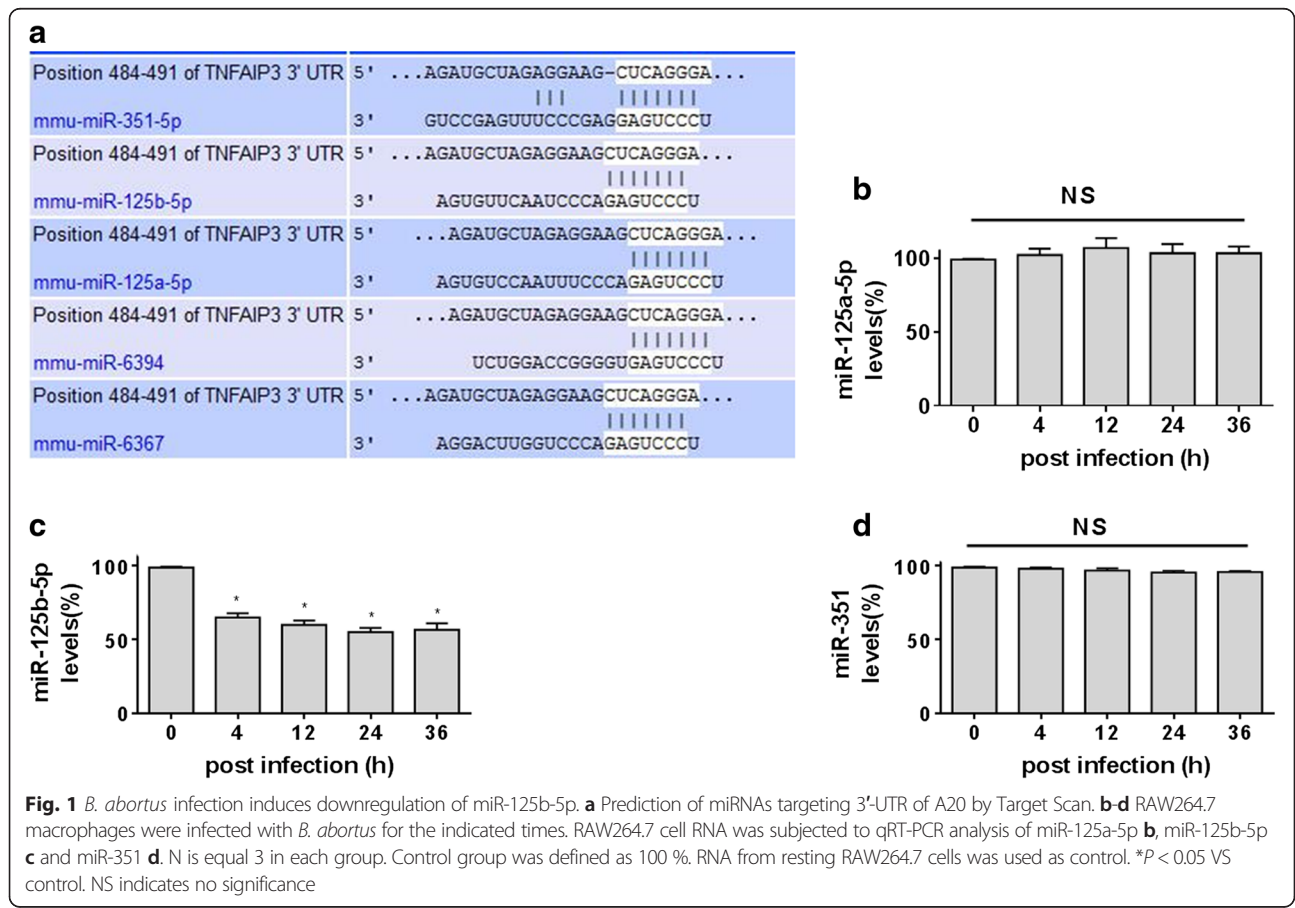 a
Position 484-491 of TNFAIP3 3' UTR 5' ...AGAUGCUAGAGGAAG-CUCAGGGA...
mmu-miR-351-5p 3' GUCCGAGUUUCCCGAGGAGUCCCU
Position 484-491 of TNFAIP3 3' UTR 5' ...AGAUGCUAGAGGAAGCUCAGGGA...
mmu-miR-125b-5p 3' AGUGUUCAAUCCCAGAGUCCCU
Position 484-491 of TNFAIP3 3' UTR 5' ...AGAUGCUAGAGGAAGCUCAGGGA...
mmu-miR-125a-5p 3' AGUGUCCAAUUUCCCAGAGUCCCU
Position 484-491 of TNFAIP3 3' UTR 5' ...AGAUGCUAGAGGAAGCUCAGGGA...
mmu-miR-6394 3' UCUGGACCGGGGUGAGUCCCU
Position 484-491 of TNFAIP3 3' UTR 5' ...AGAUGCUAGAGGAAGCUCAGGGA...
mmu-miR-6367 3' AGGACUUGGUCCCAGAGUCCCU
b
NS
miR-125a-5p
levels(%)
100
50
0
0 4 12 24 36
post infection (h)
c
miR-125b-5p
levels(%)
100
50
0
* * * *
0 4 12 24 36
post infection (h)
d
NS
miR-351
levels(%)
100
50
0
0 4 12 24 36
post infection (h)
Fig. 1 B. abortus infection induces downregulation of miR-125b-5p. a Prediction of miRNAs targeting 3′-UTR of A20 by Target Scan. b-d RAW264.7
macrophages were infected with B. abortus for the indicated times. RAW264.7 cell RNA was subjected to qRT-PCR analysis of miR-125a-5p b, miR-125b-5p
c and miR-351 d. N is equal 3 in each group. Control group was defined as 100 %. RNA from resting RAW264.7 cells was used as control. *P < 0.05 VS
control. NS indicates no significance